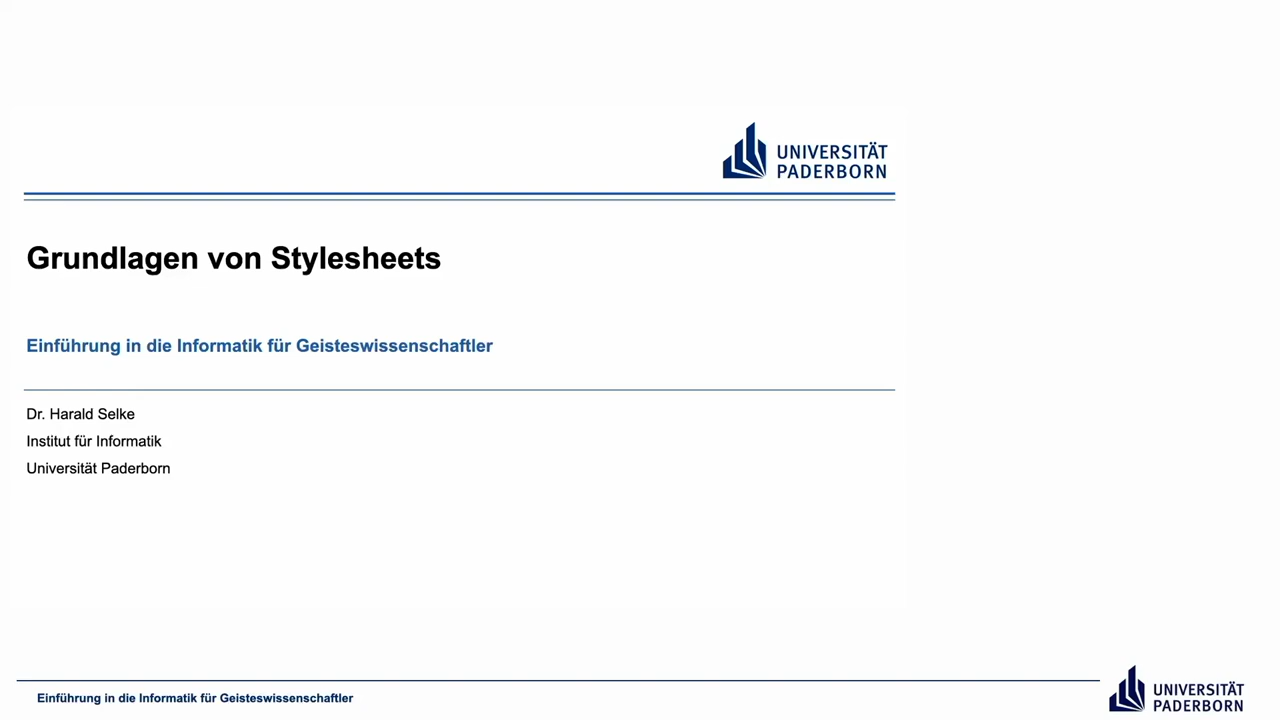 UNIVERSITÄT
PADERBORN
Grundlagen von Stylesheets
Einführung in die Informatik für Geisteswissenschaftler
Dr. Harald Selke
Institut für Informatik
Universität Paderborn
Einführung in die Informatik für Geisteswissenschaftler
UNIVERSITÄT
PADERBORN